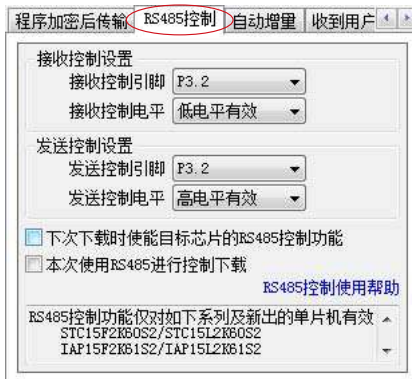 程序加密后传输 RS485控制 自动增量 收到用户
接收控制设置
接收控制引脚 P3.2
接收控制电平 低电平有效
发送控制设置
发送控制引脚 P3.2
发送控制电平 高电平有效
下次下载时使能目标芯片的RS485控制功能
本次使用RS485进行控制下载
RS485控制使用帮助
RS485控制功能仅对如下系列及新出的单片机有效
STC15F2K60S2/STC15L2K60S2
IAP15F2K61S2/IAP15L2K61S2